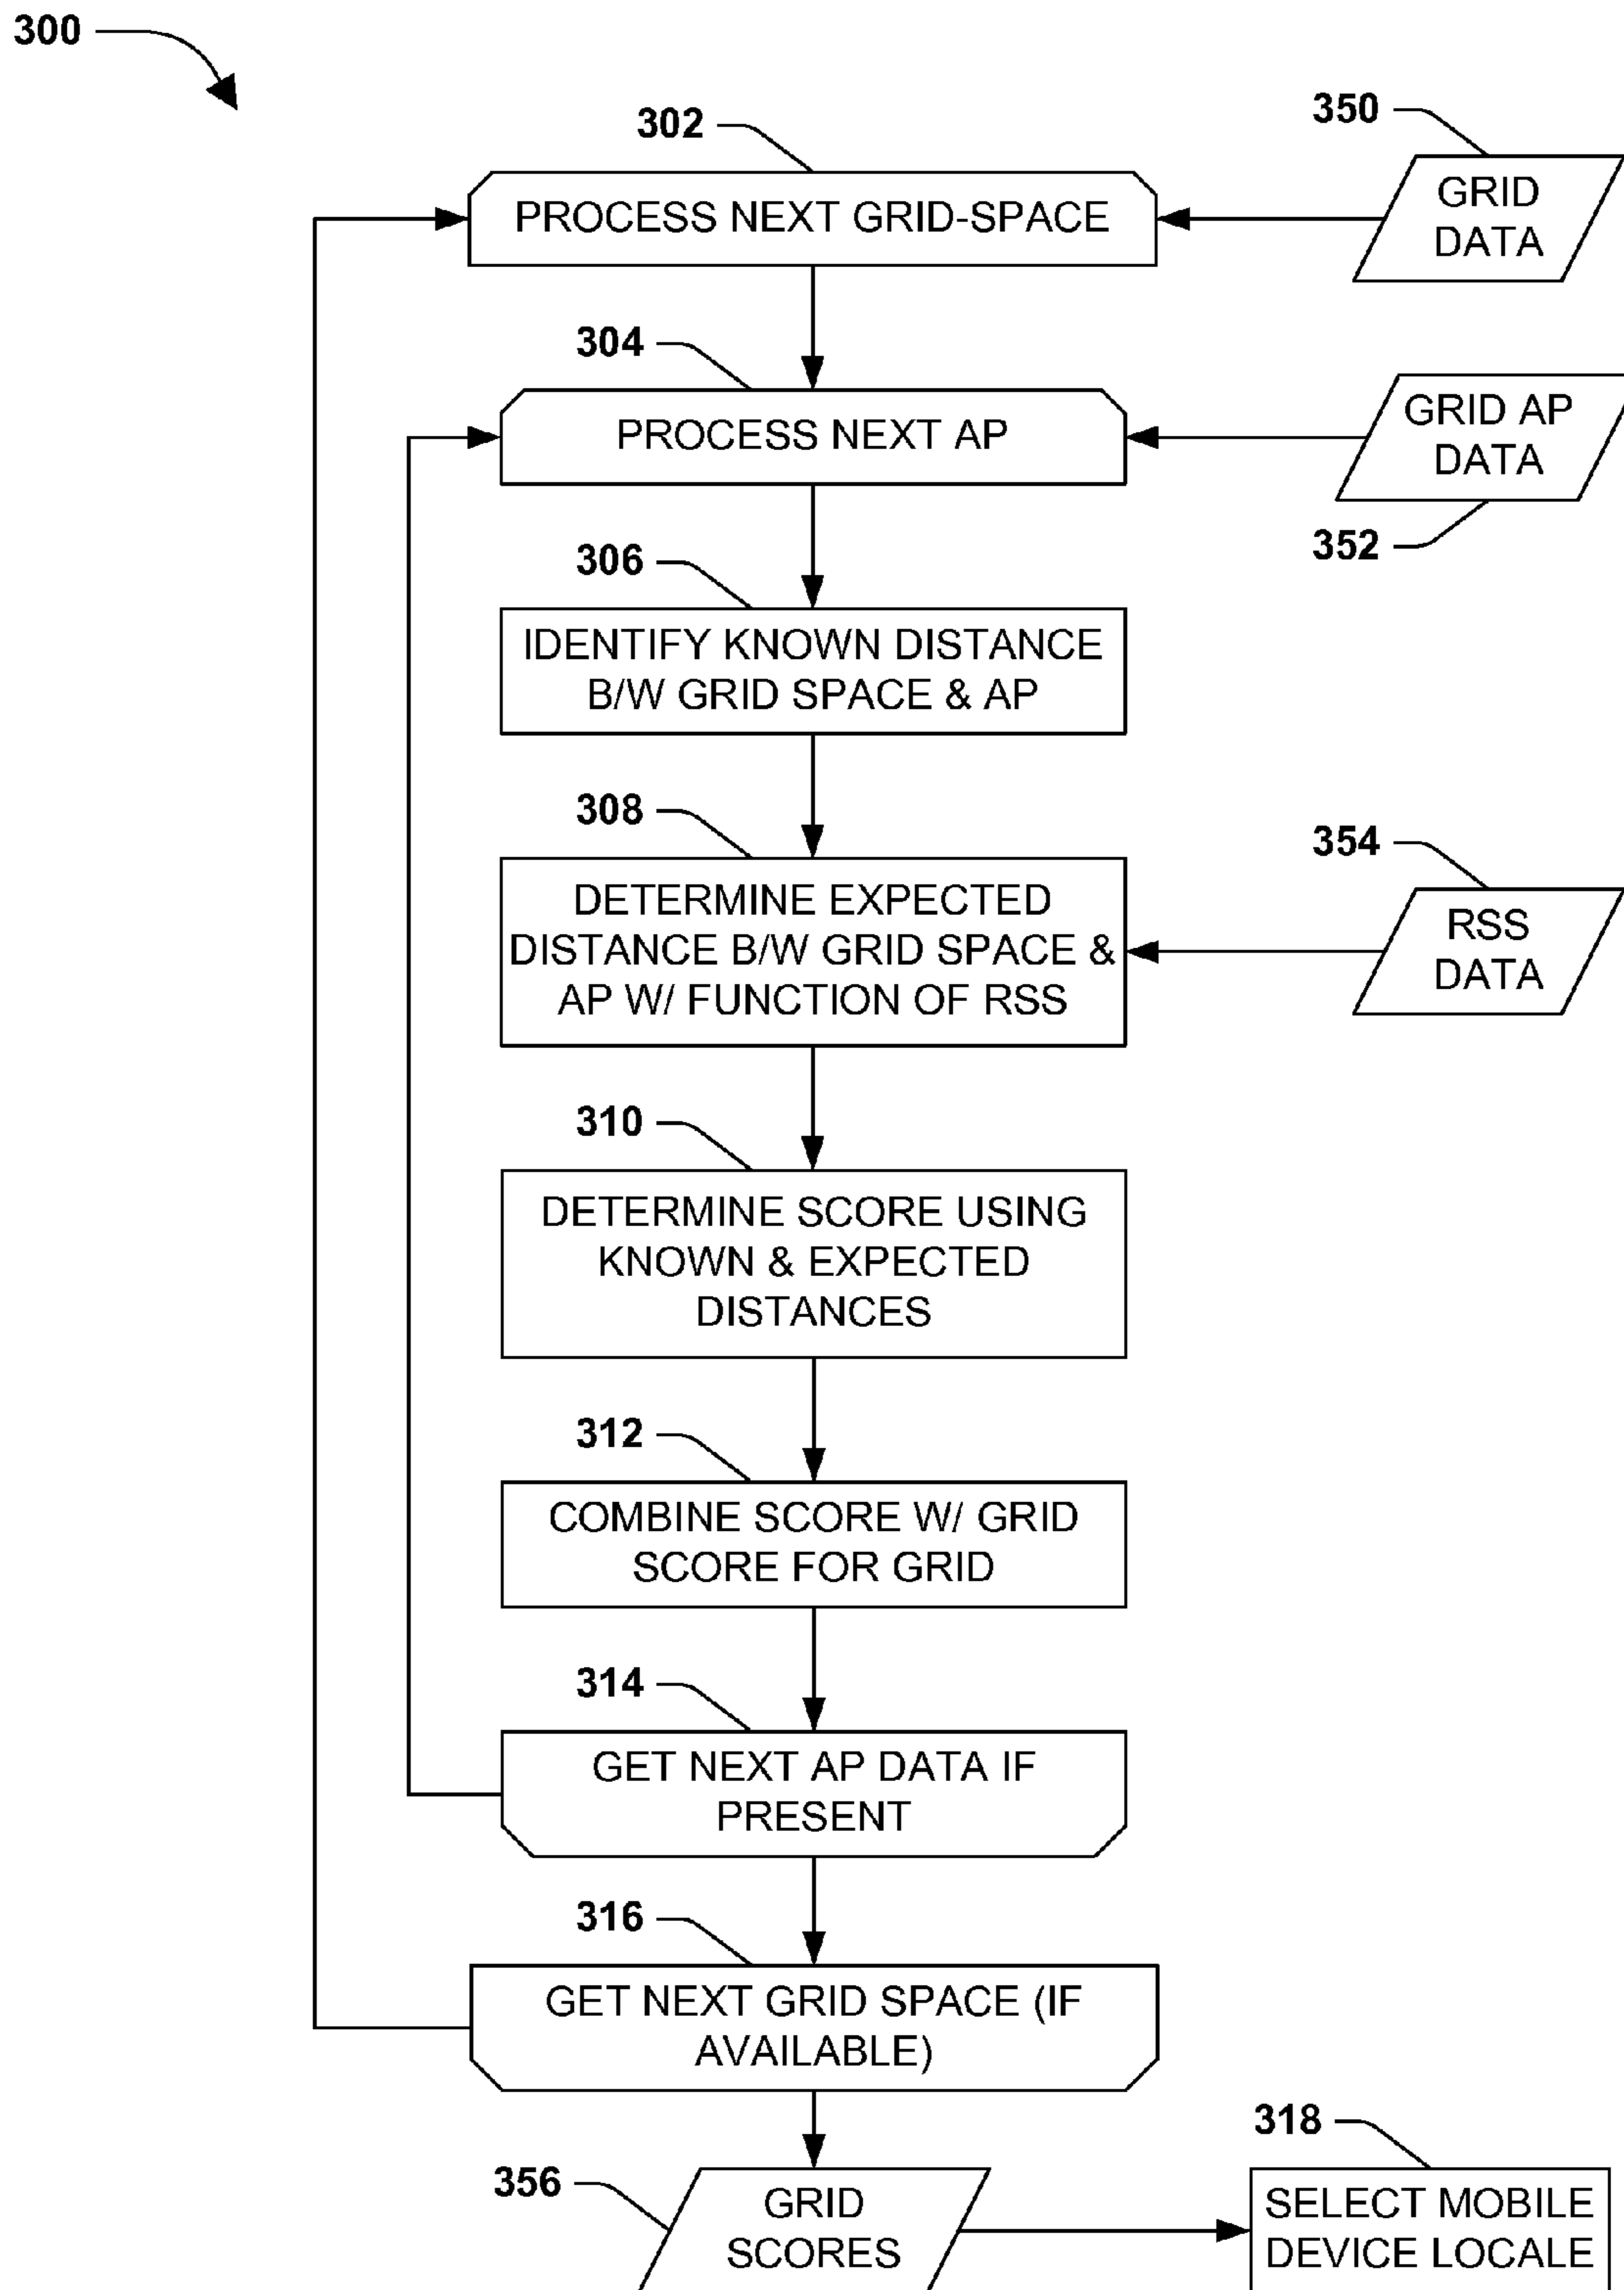 300
302
350
PROCESS NEXT GRID-SPACE
GRID
DATA
304
PROCESS NEXT AP
GRID AP
DATA
352
306
IDENTIFY KNOWN DISTANCE
B/W GRID SPACE & AP
308
354
DETERMINE EXPECTED
DISTANCE B/W GRID SPACE &
AP W/ FUNCTION OF RSS
RSS
DATA
310
DETERMINE SCORE USING
KNOWN & EXPECTED
DISTANCES
312
COMBINE SCORE W/ GRID
SCORE FOR GRID
314
GET NEXT AP DATA IF
PRESENT
316
GET NEXT GRID SPACE (IF
AVAILABLE)
318
356
GRID
SCORES
SELECT MOBILE
DEVICE LOCALE